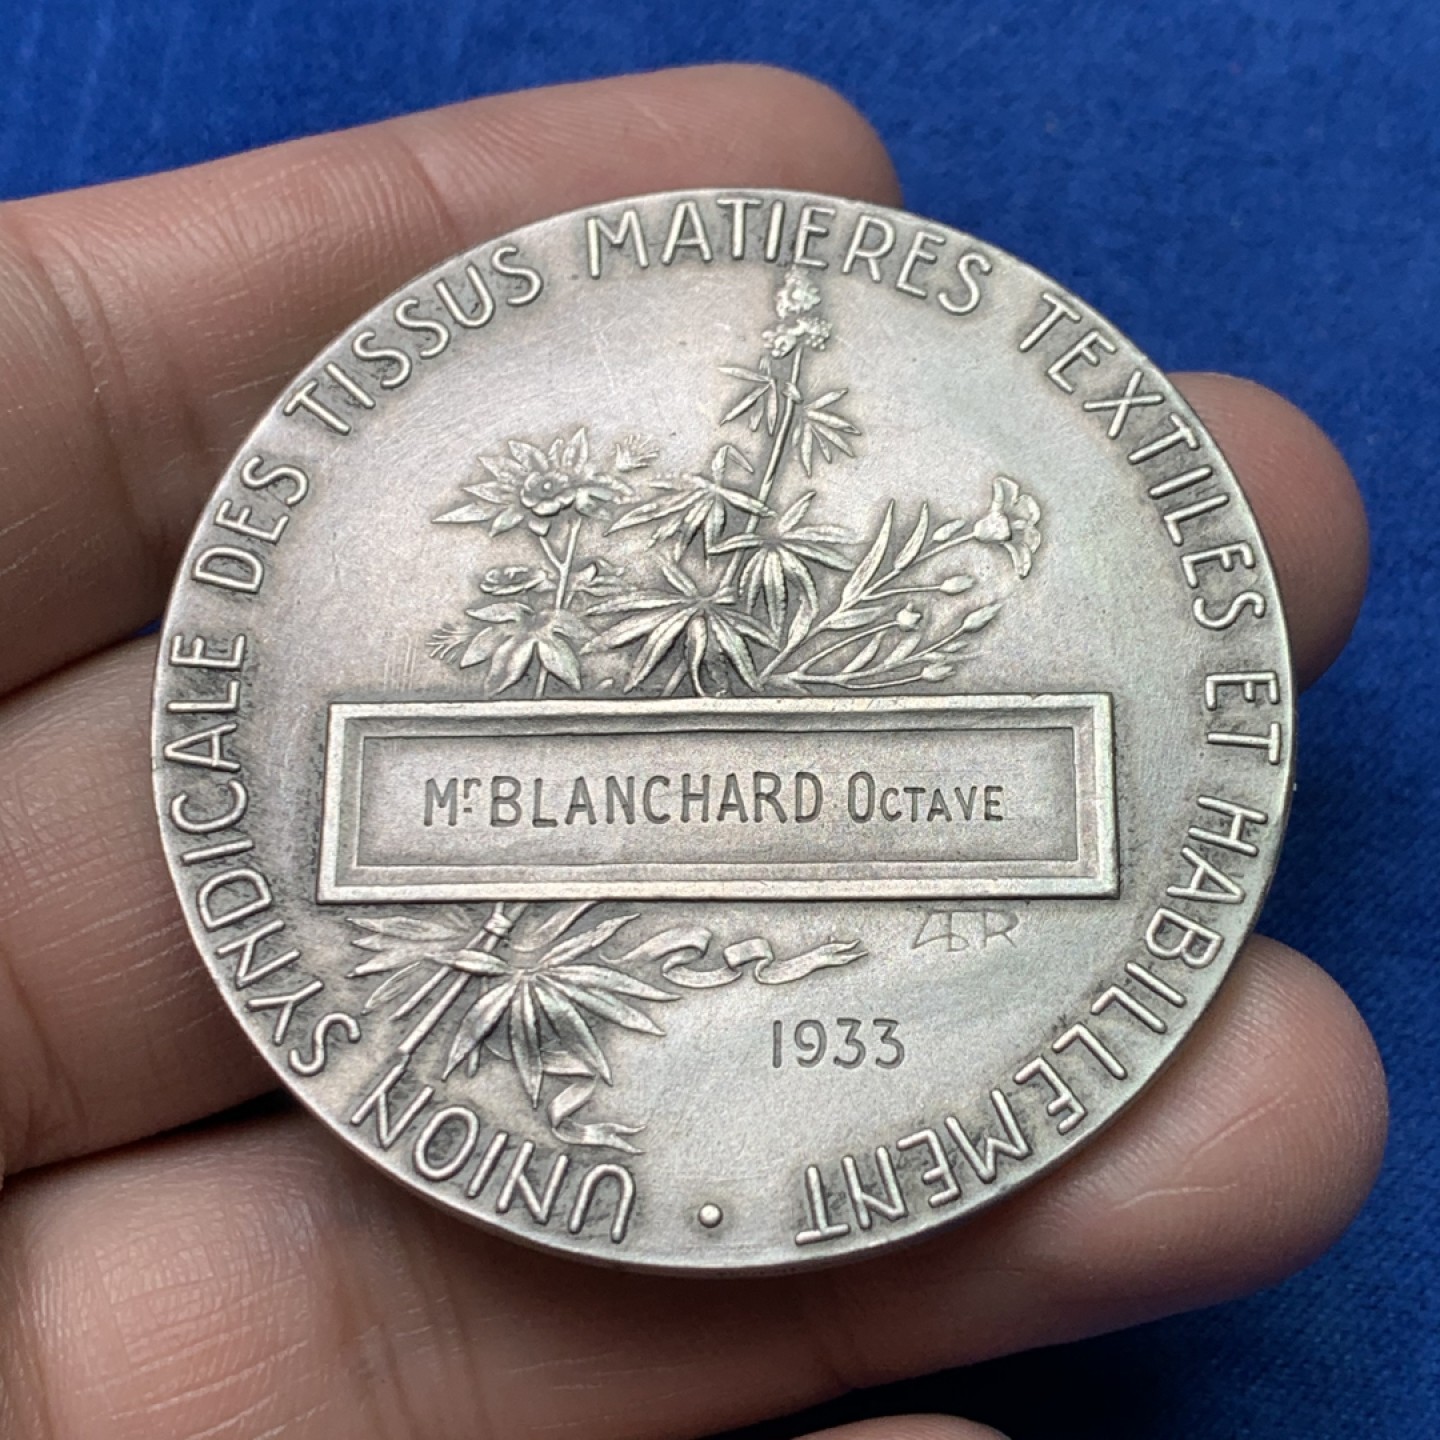 UNION SYNDICALE DES TISSUS MATIERES TEXTILES ET HABILLEMENT
Mr BLANCHARD OCTAVE
1933